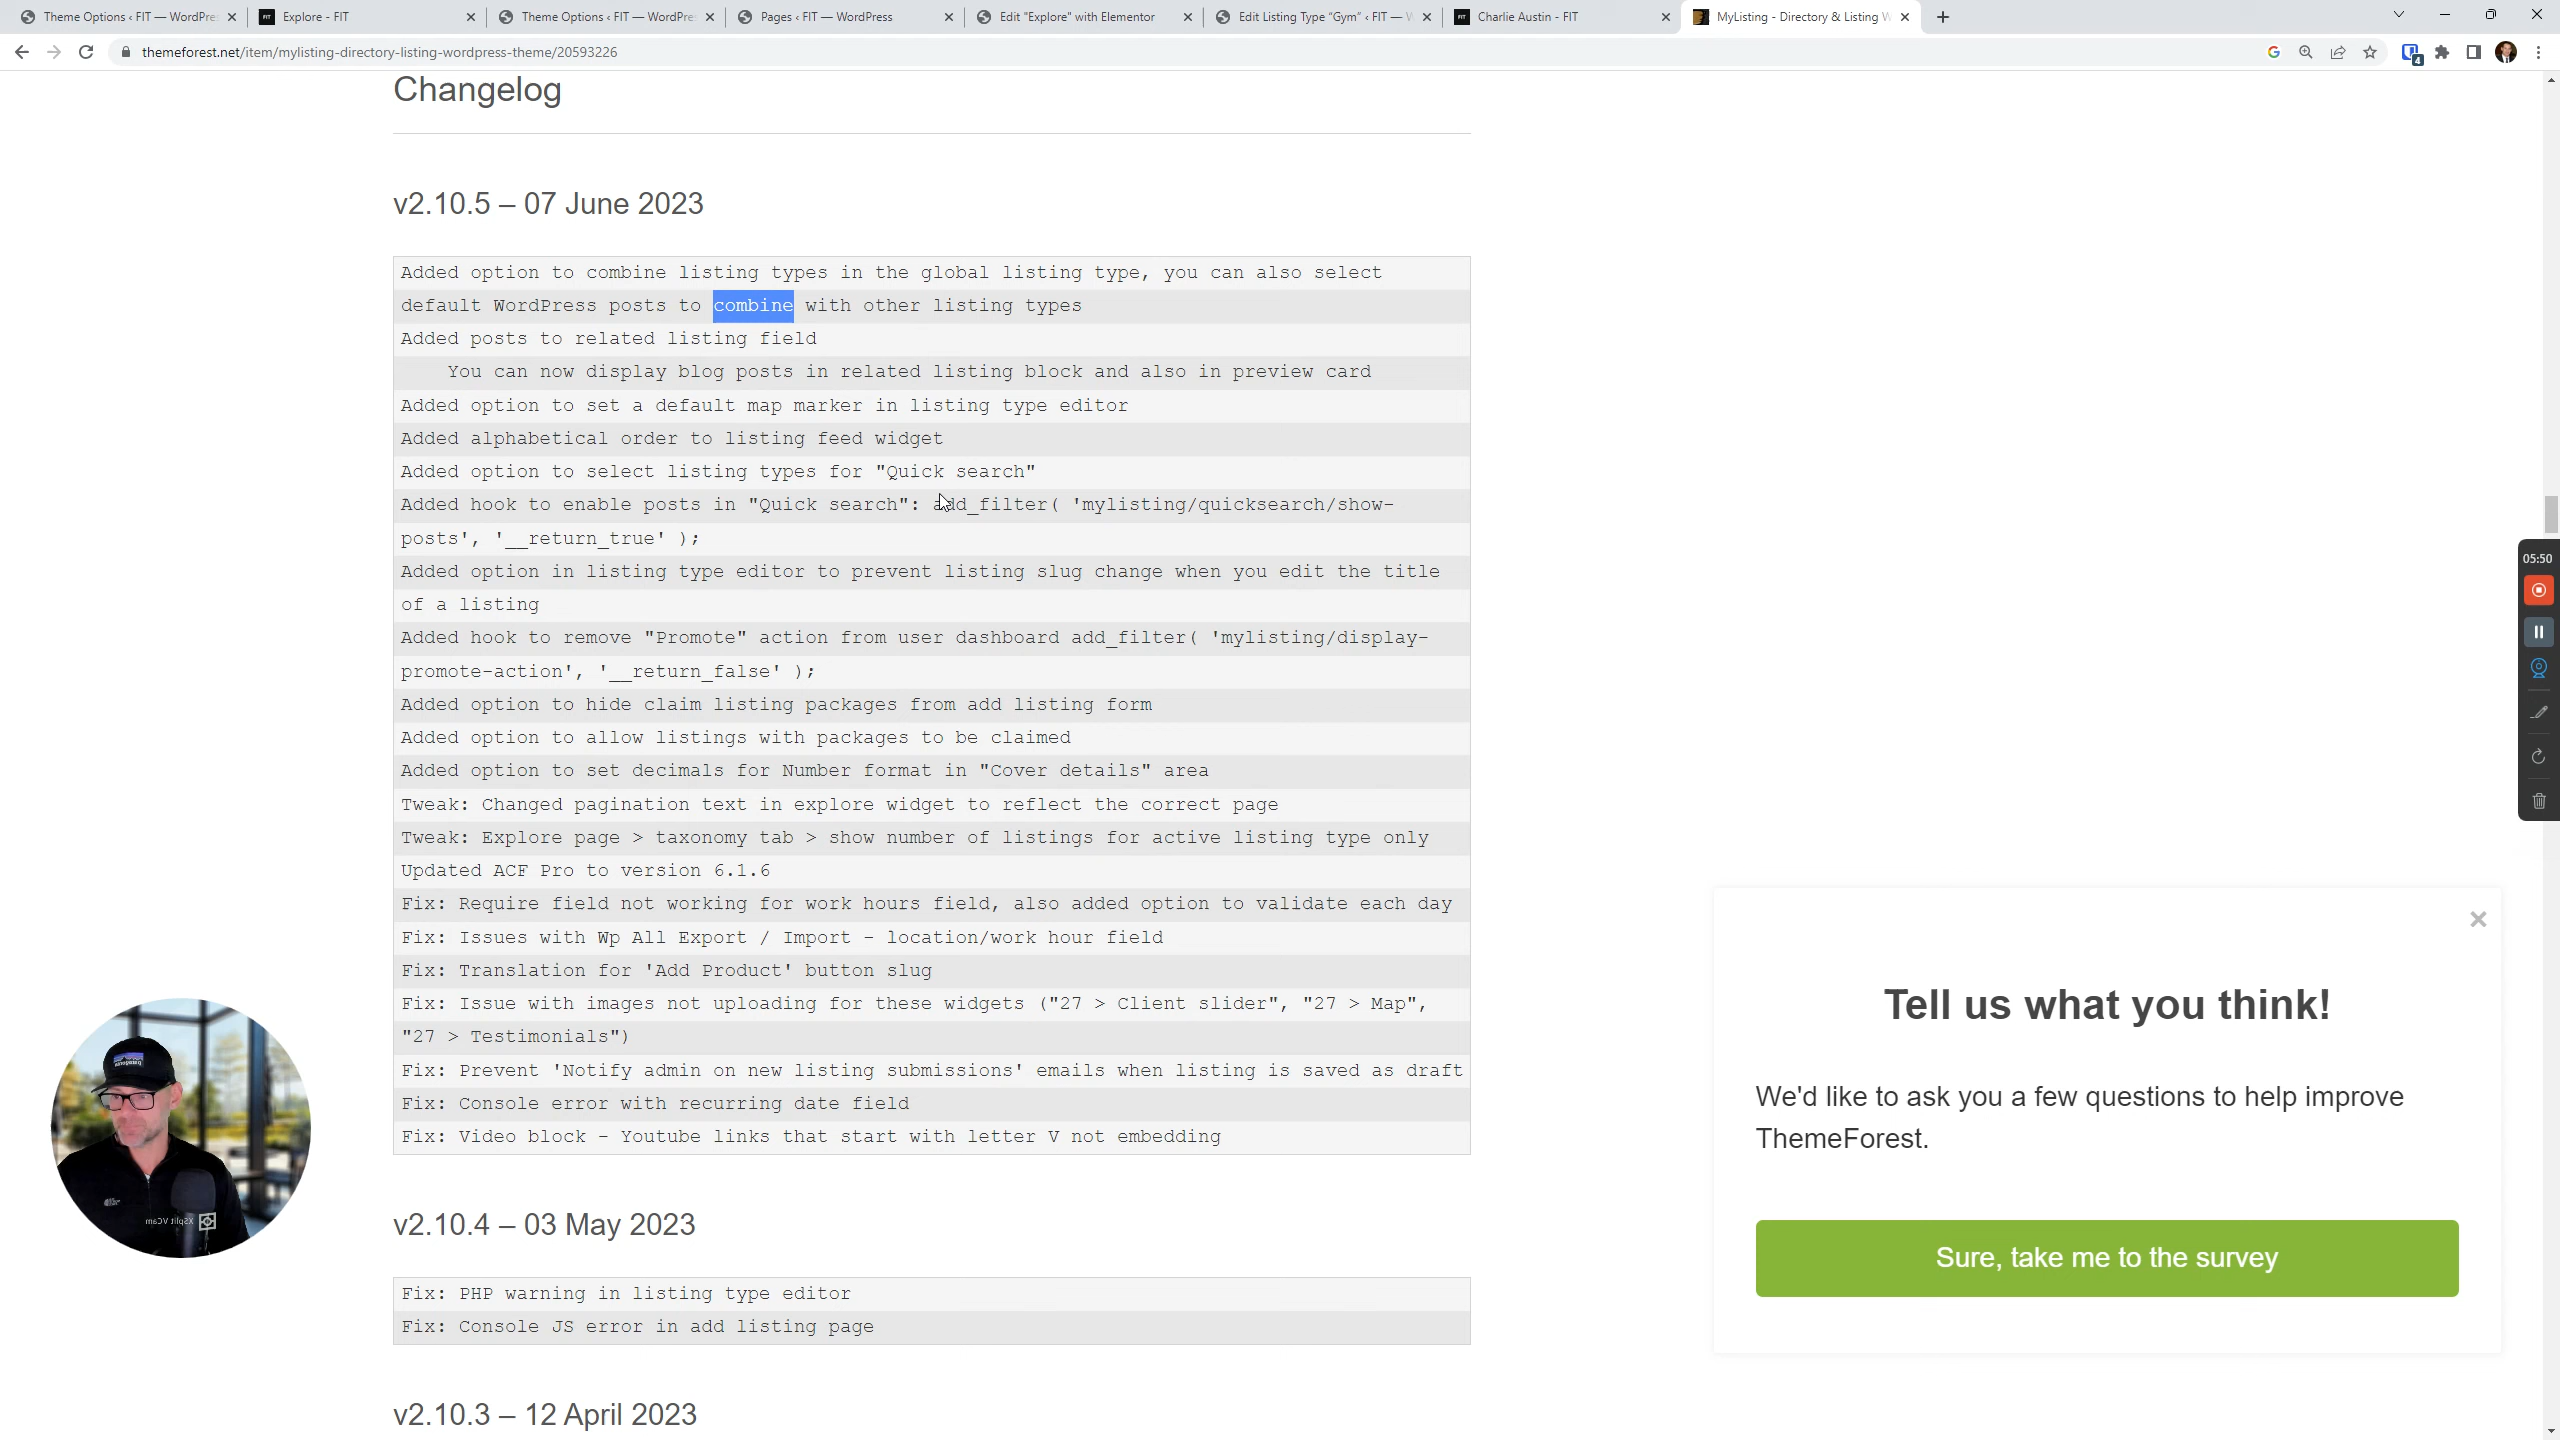 Theme Options ‹ FIT — WordPre
Explore - FIT
Theme Options ‹ FIT — WordPre
Pages ‹ FIT — WordPress
Edit "Explore" with Elementor
Edit Listing Type "Gym" ‹ FIT — W
Charlie Austin - FIT
MyListing - Directory & Listing W
themeforest.net/item/mylisting-directory-listing-wordpress-theme/20593226
4
Changelog
v2.10.5 – 07 June 2023
Added option to combine listing types in the global listing type, you can also select
default WordPress posts to combine with other listing types
Added posts to related listing field
You can now display blog posts in related listing block and also in preview card
Added option to set a default map marker in listing type editor
Added alphabetical order to listing feed widget
Added option to select listing types for "Quick search"
Added hook to enable posts in "Quick search": add_filter( 'mylisting/quicksearch/show-
posts', '__return_true' );
Added option in listing type editor to prevent listing slug change when you edit the title
of a listing
Added hook to remove "Promote" action from user dashboard add_filter( 'mylisting/display-
promote-action', '__return_false' );
Added option to hide claim listing packages from add listing form
Added option to allow listings with packages to be claimed
Added option to set decimals for Number format in "Cover details" area
Tweak: Changed pagination text in explore widget to reflect the correct page
Tweak: Explore page > taxonomy tab > show number of listings for active listing type only
Updated ACF Pro to version 6.1.6
Fix: Require field not working for work hours field, also added option to validate each day
Fix: Issues with Wp All Export / Import - location/work hour field
Fix: Translation for 'Add Product' button slug
Fix: Issue with images not uploading for these widgets ("27 > Client slider", "27 > Map",
"27 > Testimonials")
Fix: Prevent 'Notify admin on new listing submissions' emails when listing is saved as draft
Fix: Console error with recurring date field
Fix: Video block - Youtube links that start with letter V not embedding
v2.10.4 – 03 May 2023
Fix: PHP warning in listing type editor
Fix: Console JS error in add listing page
v2.10.3 – 12 April 2023
05:50
Tell us what you think!
We'd like to ask you a few questions to help improve
ThemeForest.
Sure, take me to the survey
XSplit VCam